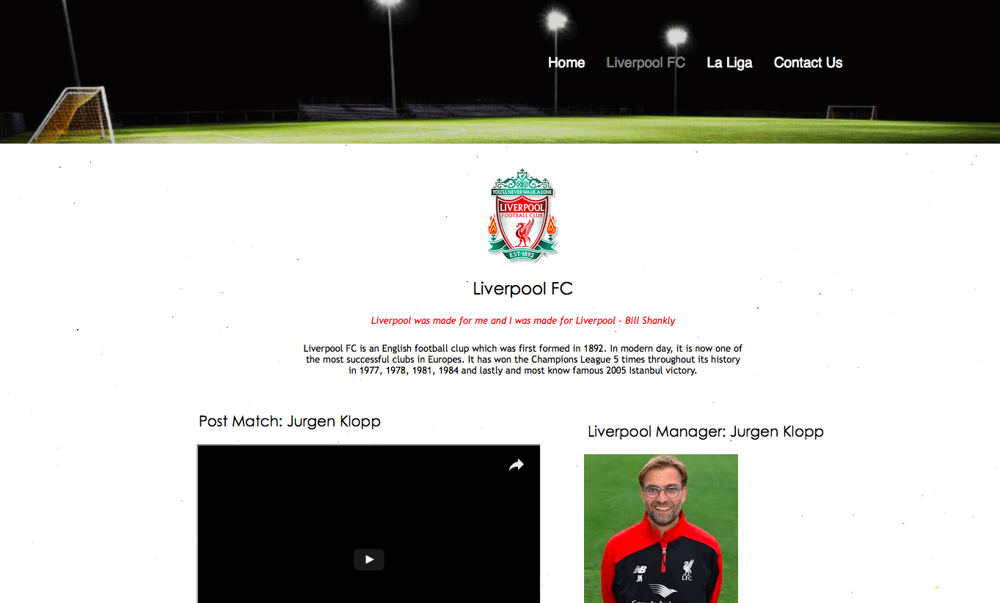 Home Liverpool FC La Liga Contact Us
YOU'LL NEVER WALK ALONE
LIVERPOOL
FOOTBALL CLUB
EST·1892
Liverpool FC
Liverpool was made for me and I was made for Liverpool - Bill Shankly
Liverpool FC is an English football clup which was first formed in 1892. In modern day, it is now one of
the most successful clubs in Europes. It has won the Champions League 5 times throughout its history
in 1977, 1978, 1981, 1984 and lastly and most know famous 2005 Istanbul victory.
Post Match: Jurgen Klopp
Liverpool Manager: Jurgen Klopp
JK
L.F.C.